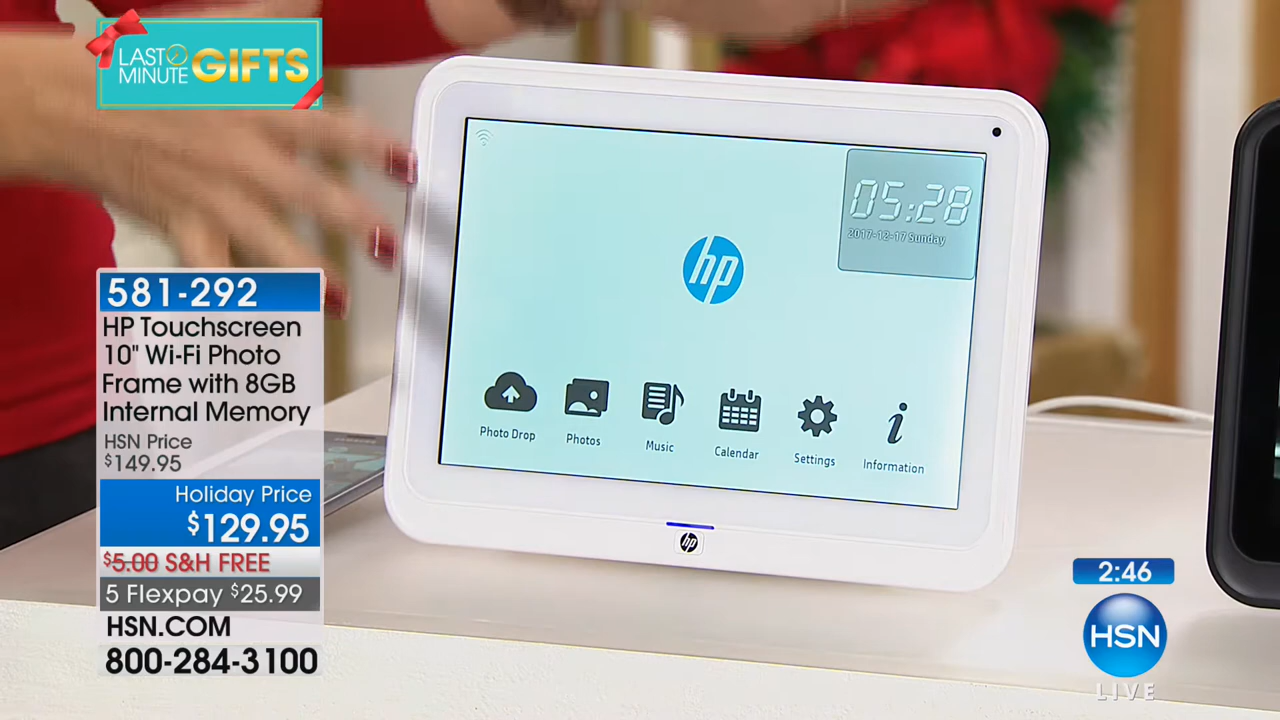 LAST
MINUTE
GIFTS
581-292
HP Touchscreen
10" Wi-Fi Photo
Frame with 8GB
Internal Memory
HSN Price
$149.95
Holiday Price
$129.95
$5.00 S&H FREE
5 Flexpay $25.99
HSN.COM
800-284-3100
05:28
2017-12-17 Sunday
hp
Photo Drop
Photos
Music
Calendar
Settings
Information
hp
2:46
HSN
LIVE